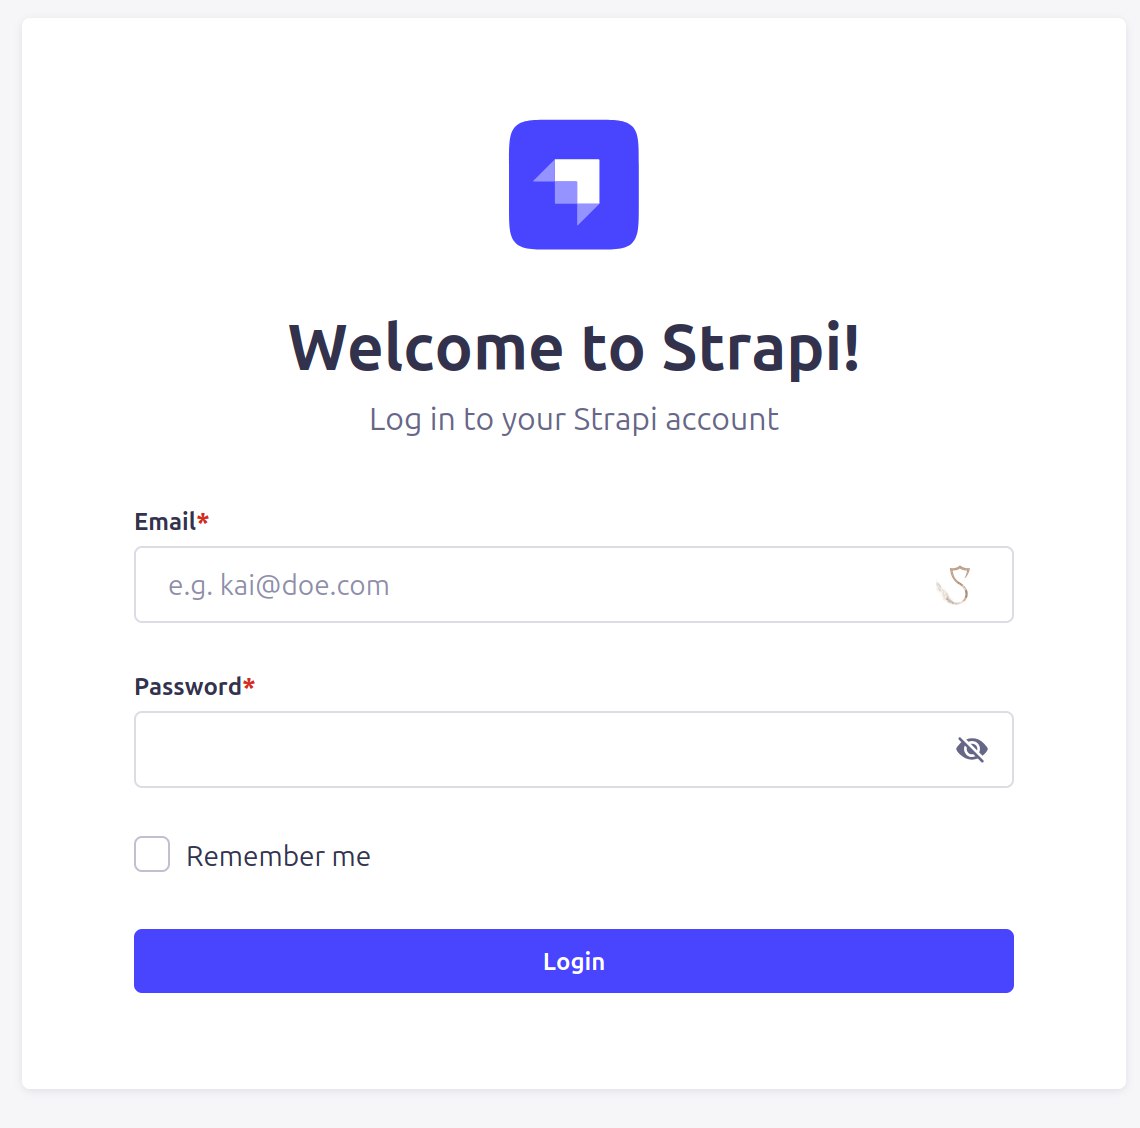 Welcome to Strapi!
Log in to your Strapi account
Email*
e.g. kai@doe.com
Password*
Remember me
Login